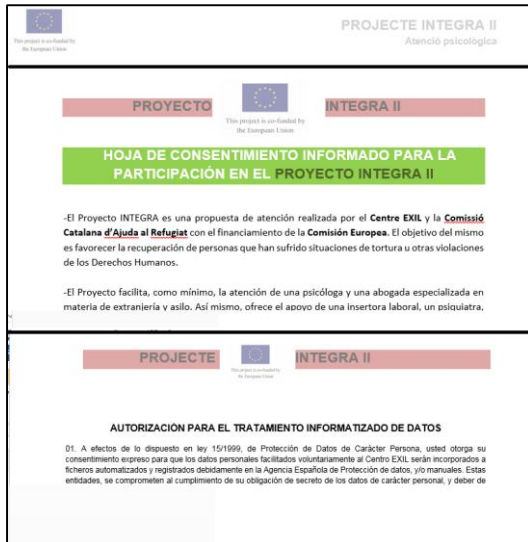 PROJECTE INTEGRA II
Atenció psicològica
This project is co-funded by
the European Union
PROYECTO
INTEGRA II
This project is co-funded by
the European Union
HOJA DE CONSENTIMIENTO INFORMADO PARA LA
PARTICIPACIÓN EN EL PROYECTO INTEGRA II
-El Proyecto INTEGRA es una propuesta de atención realizada por el Centre EXIL y la Comissió
Catalana d'Ajuda al Refugiat con el financiamiento de la Comisión Europea. El objetivo del mismo
es favorecer la recuperación de personas que han sufrido situaciones de tortura u otras violaciones
de los Derechos Humanos.
-El Proyecto facilita, como mínimo, la atención de una psicóloga y una abogada especializada en
materia de extranjería y asilo. Así mismo, ofrece el apoyo de una insertora laboral, un psiquiatra,
PROJECTE
INTEGRA II
This project is co-funded by
the European Union
AUTORIZACIÓN PARA EL TRATAMIENTO INFORMATIZADO DE DATOS
01. A efectos de lo dispuesto en ley 15/1999, de Protección de Datos de Carácter Persona, usted otorga su
consentimiento expreso para que los datos personales facilitados voluntariamente al Centro EXIL serán incorporados a
ficheros automatizados y registrados debidamente en la Agencia Española de Protección de datos, y/o manuales. Estas
entidades, se comprometen al cumplimiento de su obligación de secreto de los datos de carácter personal, y deber de